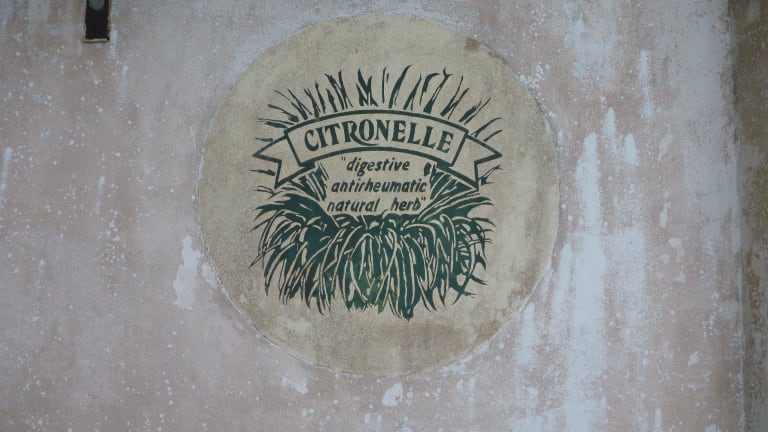 CITRONELLE
"digestive
antirheumatic
natural herb"